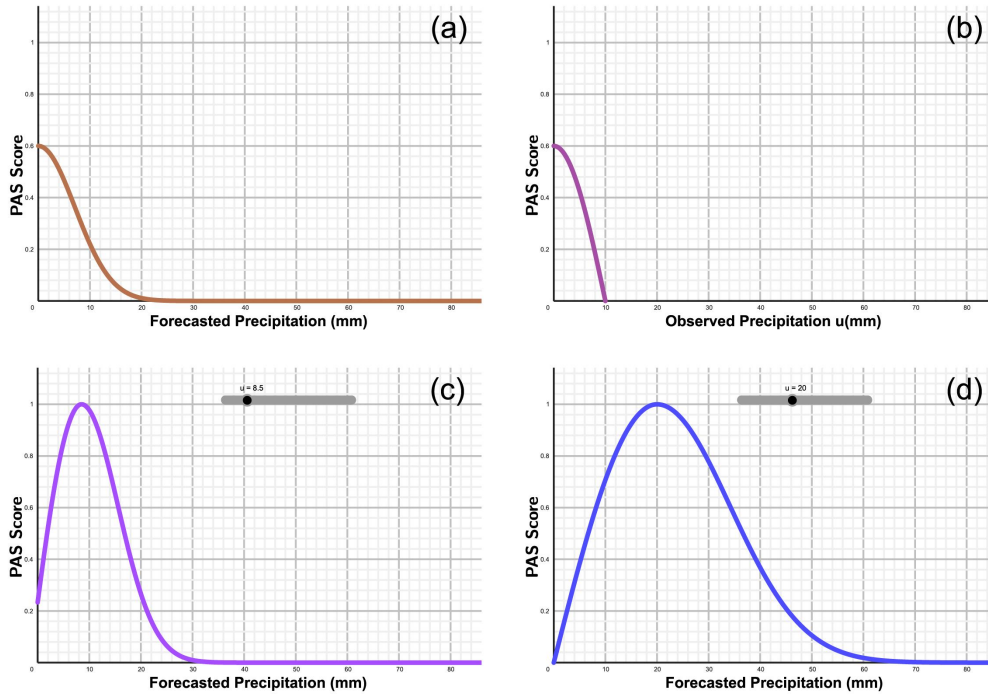 (a)
1
0.8
0.6
0.4
0.2
PAS Score
0 10 20 30 40 50 60 70 80
Forecasted Precipitation (mm)
(b)
1
0.8
0.6
0.4
0.2
PAS Score
0 10 20 30 40 50 60 70 80
Observed Precipitation u(mm)
(c)
u = 8.5
1
0.8
0.6
0.4
0.2
PAS Score
0 10 20 30 40 50 60 70 80
Forecasted Precipitation (mm)
(d)
u = 20
1
0.8
0.6
0.4
0.2
PAS Score
0 10 20 30 40 50 60 70 80
Forecasted Precipitation (mm)